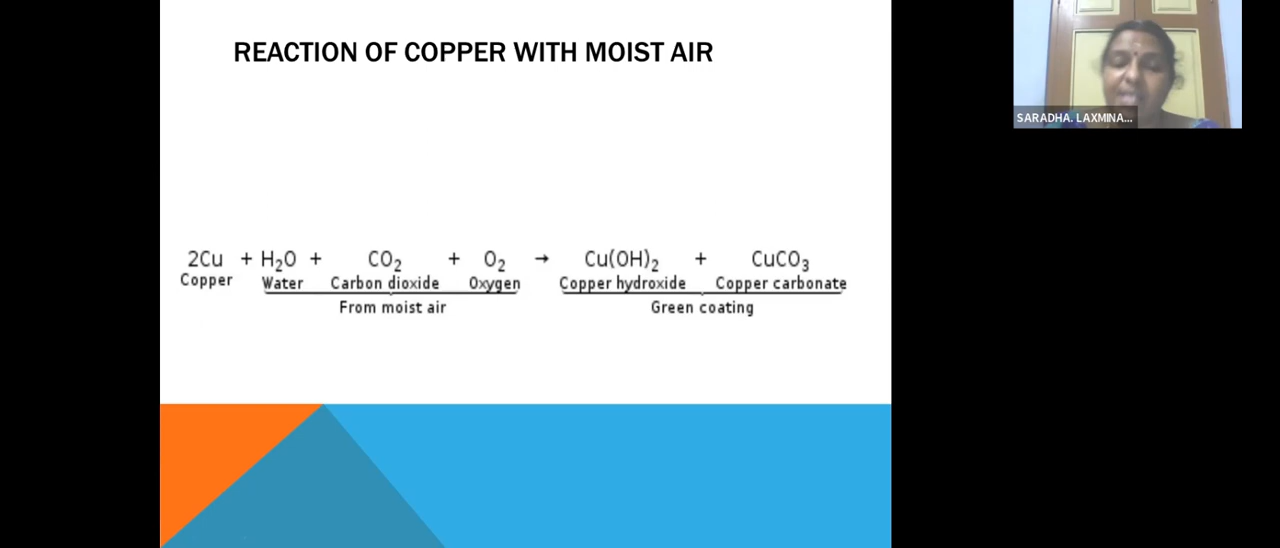 REACTION OF COPPER WITH MOIST AIR
SARADHA. LAXMINA...
2Cu + H₂O + CO₂ + O₂ → Cu(OH)₂ + CuCO₃
Copper Water Carbon dioxide Oxygen Copper hydroxide Copper carbonate
From moist air Green coating